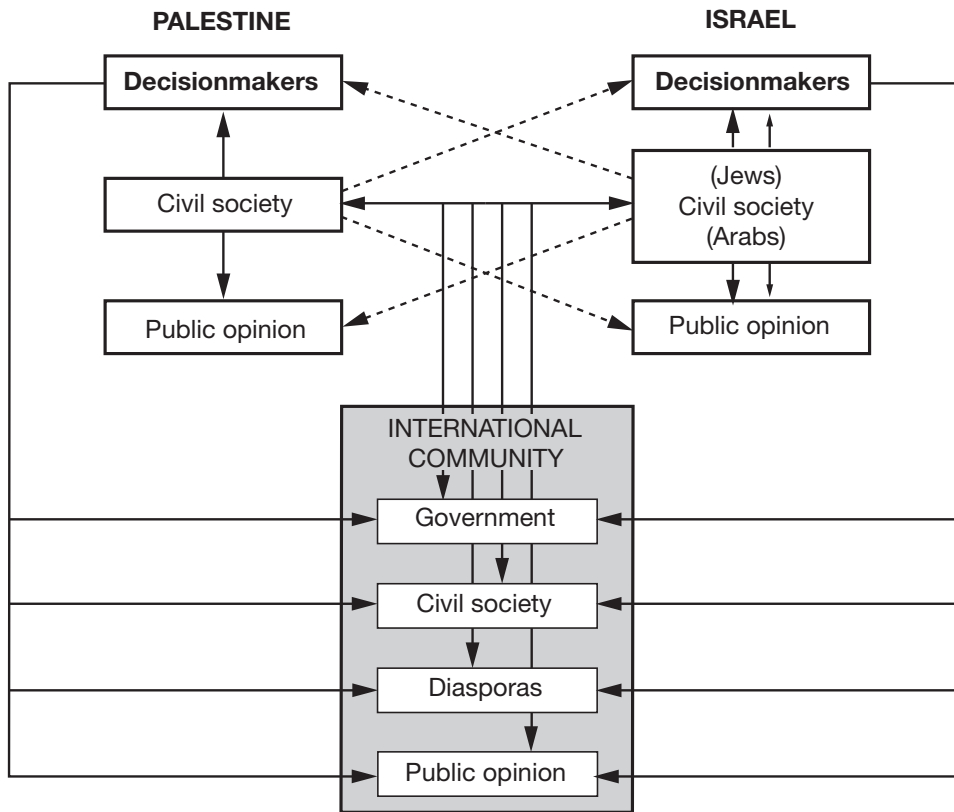 PALESTINE
ISRAEL
Decisionmakers
Decisionmakers
Civil society
(Jews)
Civil society
(Arabs)
Public opinion
Public opinion
INTERNATIONAL
COMMUNITY
Government
Civil society
Diasporas
Public opinion